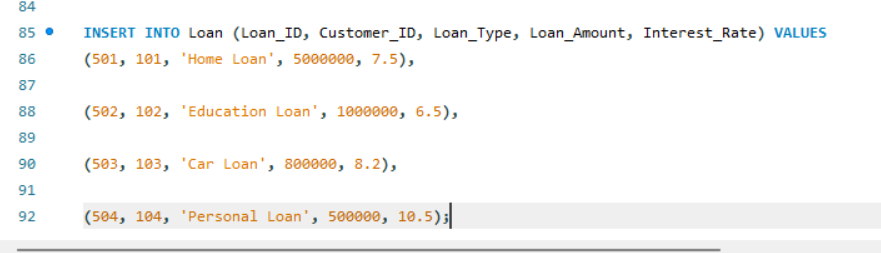 84
85 INSERT INTO Loan (Loan_ID, Customer_ID, Loan_Type, Loan_Amount, Interest_Rate) VALUES
86 (501, 101, 'Home Loan', 5000000, 7.5),
87
88 (502, 102, 'Education Loan', 1000000, 6.5),
89
90 (503, 103, 'Car Loan', 800000, 8.2),
91
92 (504, 104, 'Personal Loan', 500000, 10.5);